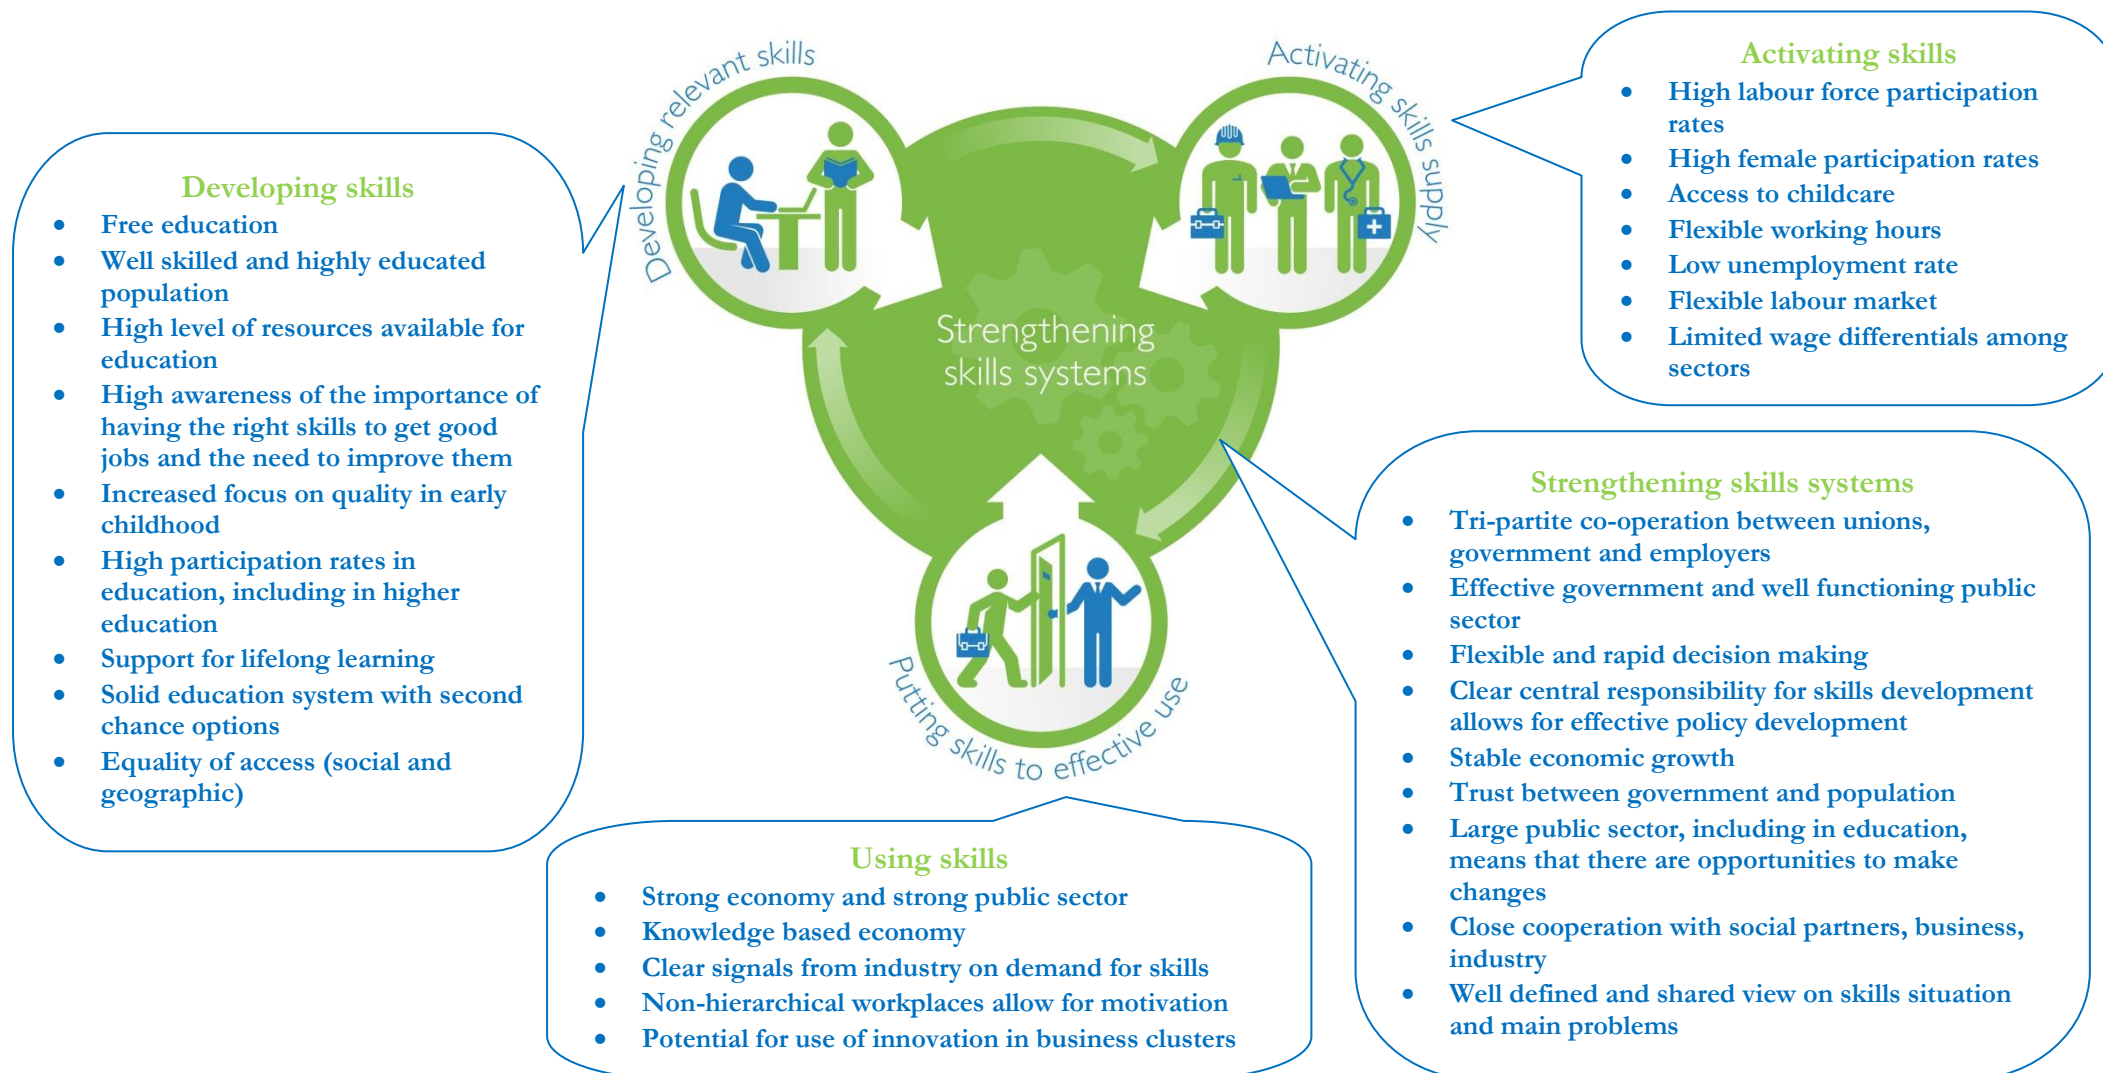 Developing relevant skills
Activating skills supply
Strengthening
skills systems
Putting skills to effective use
Developing skills
• Free education
• Well skilled and highly educated
population
• High level of resources available for
education
• High awareness of the importance of
having the right skills to get good
jobs and the need to improve them
• Increased focus on quality in early
childhood
• High participation rates in
education, including in higher
education
• Support for lifelong learning
• Solid education system with second
chance options
• Equality of access (social and
geographic)
Activating skills
• High labour force participation
rates
• High female participation rates
• Access to childcare
• Flexible working hours
• Low unemployment rate
• Flexible labour market
• Limited wage differentials among
sectors
Strengthening skills systems
• Tri-partite co-operation between unions,
government and employers
• Effective government and well functioning public
sector
• Flexible and rapid decision making
• Clear central responsibility for skills development
allows for effective policy development
• Stable economic growth
• Trust between government and population
• Large public sector, including in education,
means that there are opportunities to make
changes
• Close cooperation with social partners, business,
industry
• Well defined and shared view on skills situation
and main problems
Using skills
• Strong economy and strong public sector
• Knowledge based economy
• Clear signals from industry on demand for skills
• Non-hierarchical workplaces allow for motivation
• Potential for use of innovation in business clusters